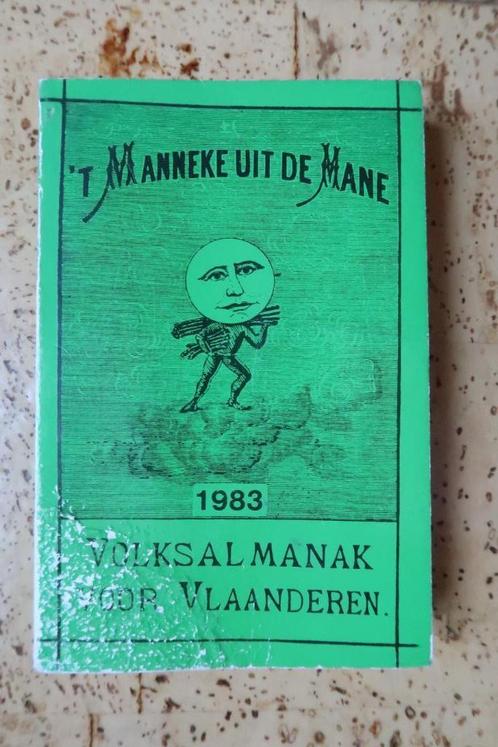 'T MANNEKE UIT DE MANE
1983
VOLKSALMANAK
VOOR VLAANDEREN.